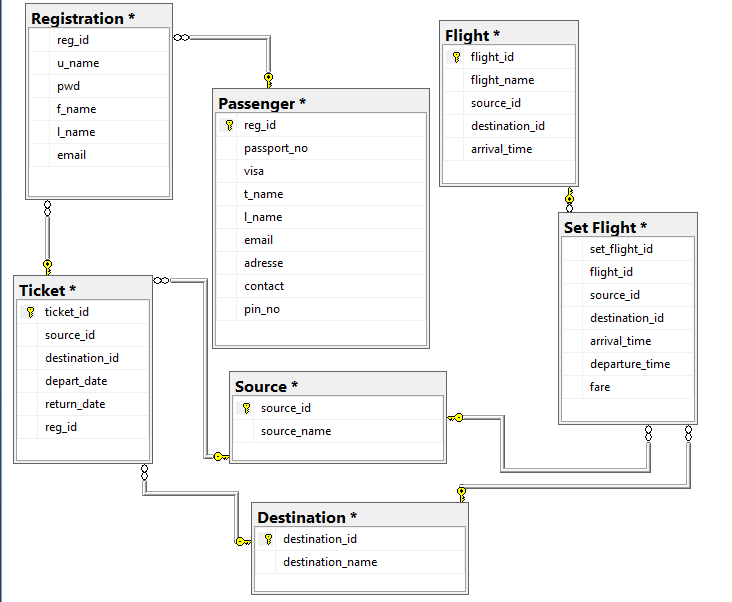 Registration *
reg_id
u_name
pwd
f_name
l_name
email
Passenger *
reg_id
passport_no
visa
t_name
l_name
email
adresse
contact
pin_no
Flight *
flight_id
flight_name
source_id
destination_id
arrival_time
Set Flight *
set_flight_id
flight_id
source_id
destination_id
arrival_time
departure_time
fare
Ticket *
ticket_id
source_id
destination_id
depart_date
return_date
reg_id
Source *
source_id
source_name
Destination *
destination_id
destination_name